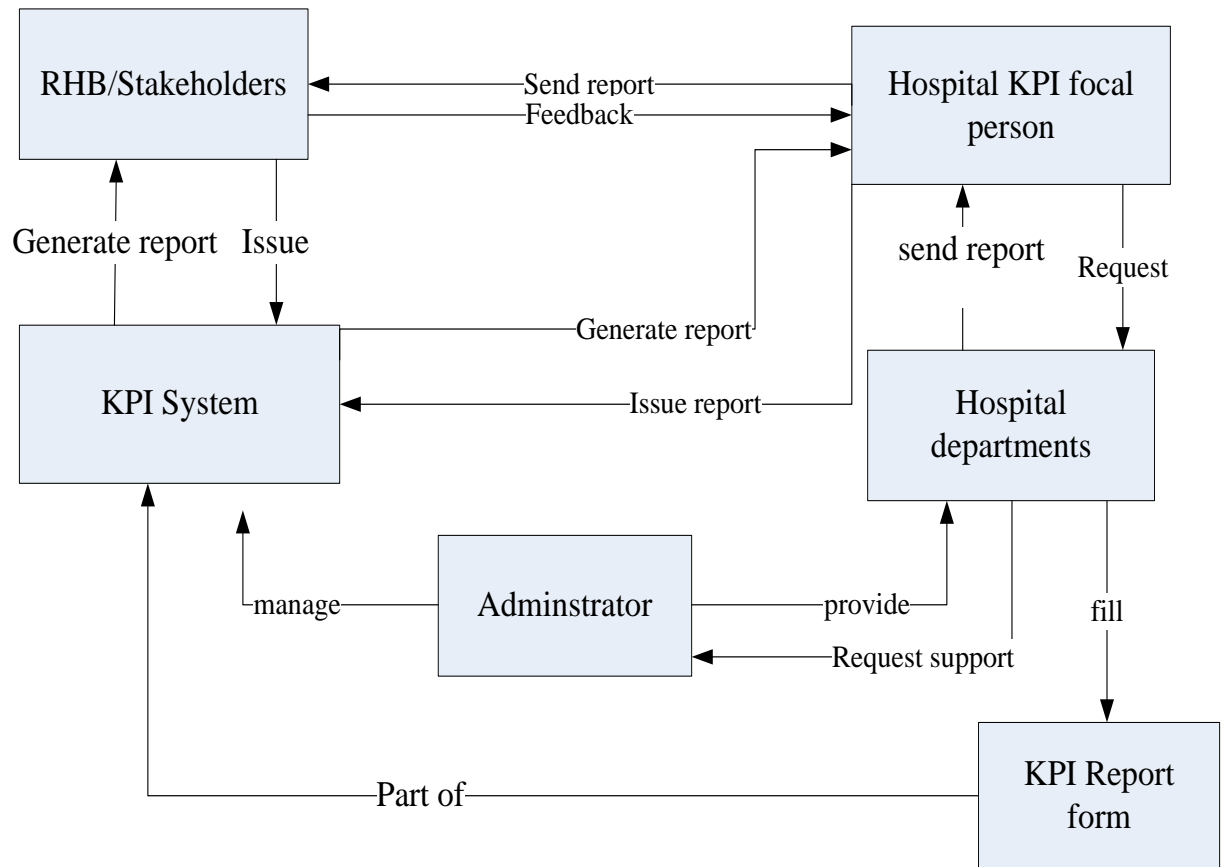 RHB/Stakeholders
Send report
Feedback
Hospital KPI focal
person
Generate report
Issue
send report
Request
KPI System
Generate report
Issue report
Hospital
departments
manage
Adminstrator
provide
Request support
fill
Part of
KPI Report
form